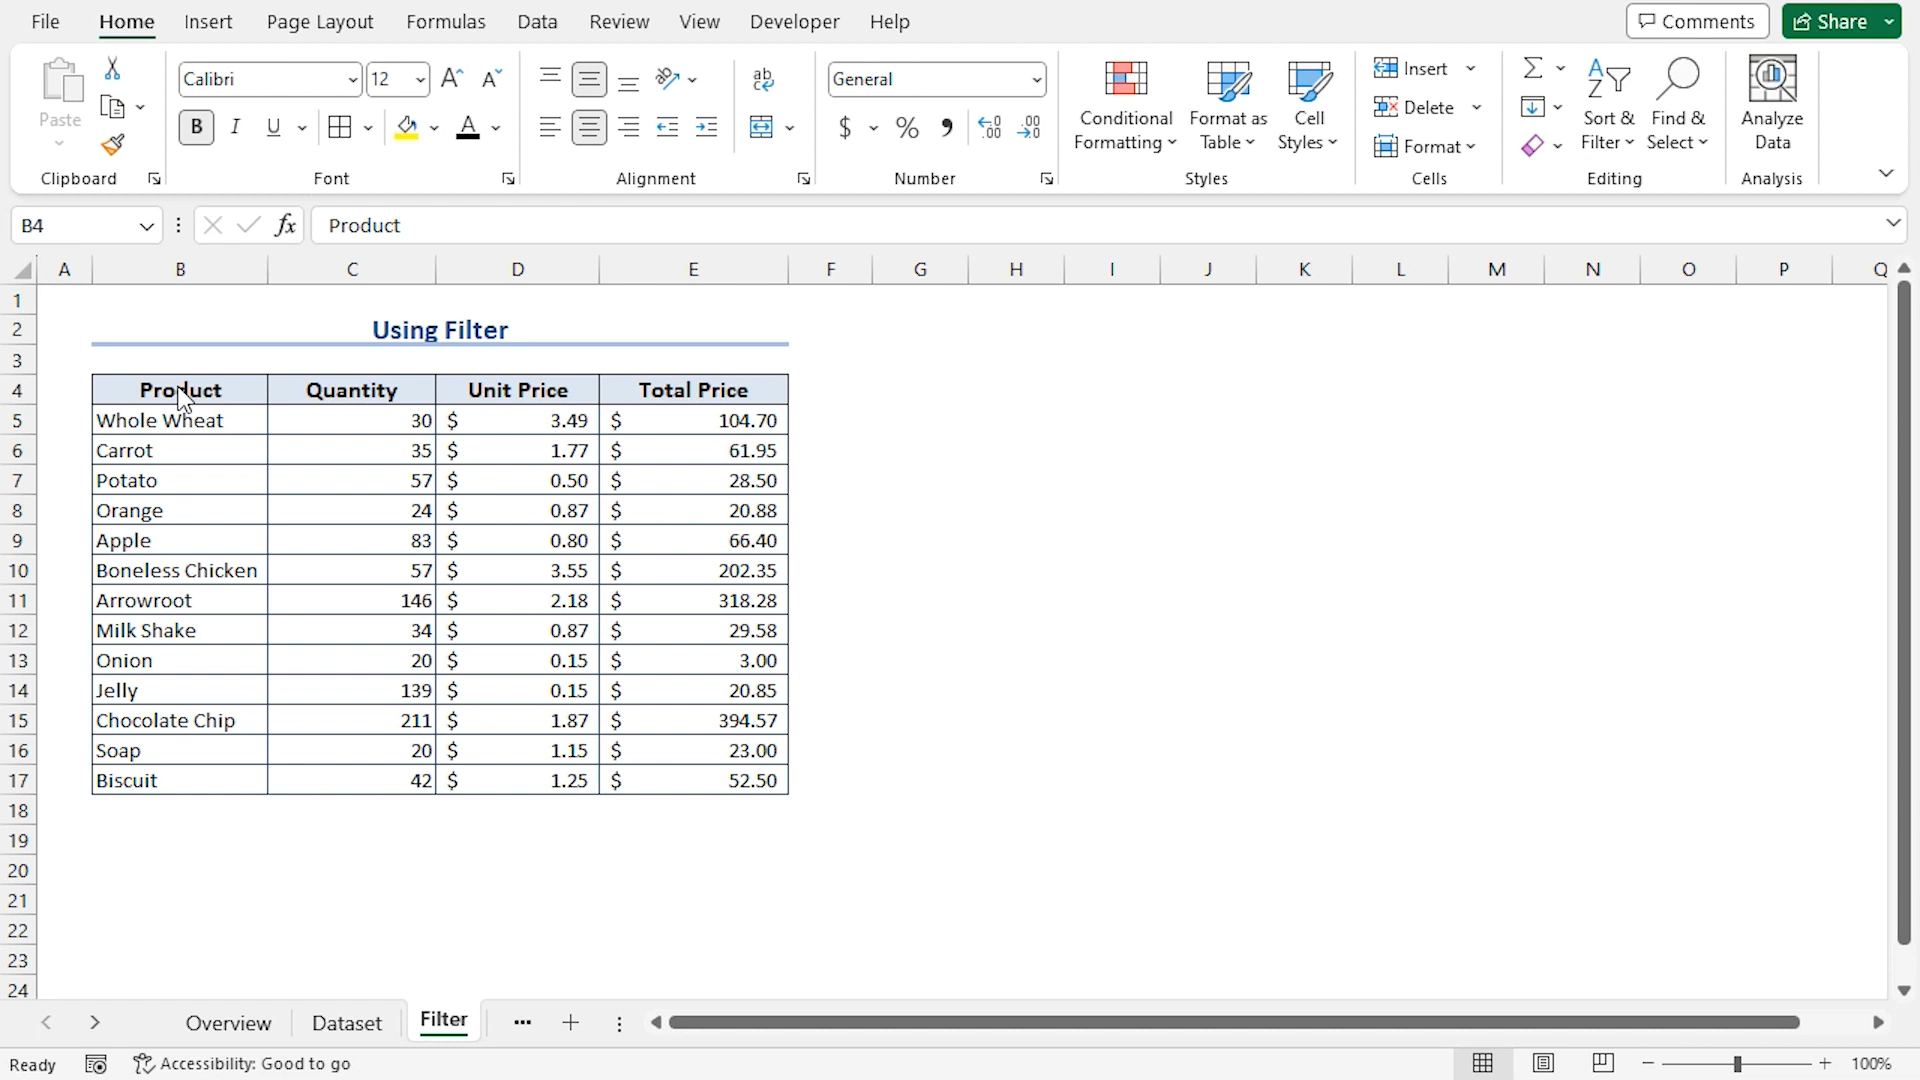 File Home Insert Page Layout Formulas Data Review View Developer Help Comments Share
Calibri 12 General Insert
Paste B I U A $ % Conditional Formatting Format as Table Cell Styles Delete Sort & Filter Find & Select Analyze Data
Format
Clipboard Font Alignment Number Styles Cells Editing Analysis
B4 fx Product
A B C D E F G H I J K L M N O P Q
1
2 Using Filter
3
4 Product Quantity Unit Price Total Price
5 Whole Wheat 30 $ 3.49 $ 104.70
6 Carrot 35 $ 1.77 $ 61.95
7 Potato 57 $ 0.50 $ 28.50
8 Orange 24 $ 0.87 $ 20.88
9 Apple 83 $ 0.80 $ 66.40
10 Boneless Chicken 57 $ 3.55 $ 202.35
11 Arrowroot 146 $ 2.18 $ 318.28
12 Milk Shake 34 $ 0.87 $ 29.58
13 Onion 20 $ 0.15 $ 3.00
14 Jelly 139 $ 0.15 $ 20.85
15 Chocolate Chip 211 $ 1.87 $ 394.57
16 Soap 20 $ 1.15 $ 23.00
17 Biscuit 42 $ 1.25 $ 52.50
18
19
20
21
22
23
24
Overview Dataset Filter ...
Ready Accessibility: Good to go 100%